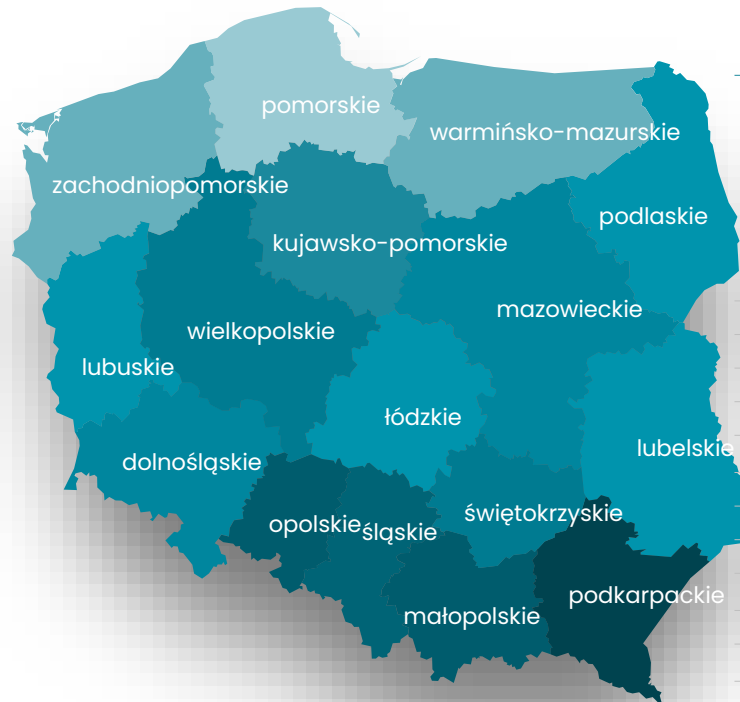 pomorskie
warmińsko-mazurskie
zachodniopomorskie
podlaskie
kujawsko-pomorskie
mazowieckie
wielkopolskie
lubuskie
łódzkie
lubelskie
dolnośląskie
świętokrzyskie
opolskie
śląskie
podkarpackie
małopolskie